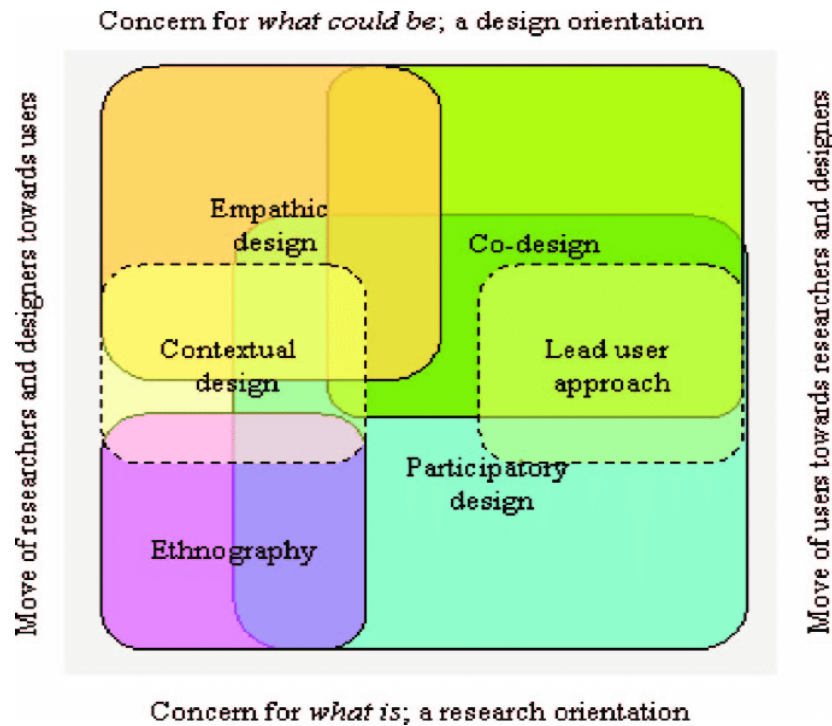 Concern for what could be; a design orientation
Move of researchers and designers towards users
Empathic
design
Co-design
Contextual
design
Lead user
approach
Participatory
design
Ethnography
Move of users towards researchers and designers
Concern for what is; a research orientation